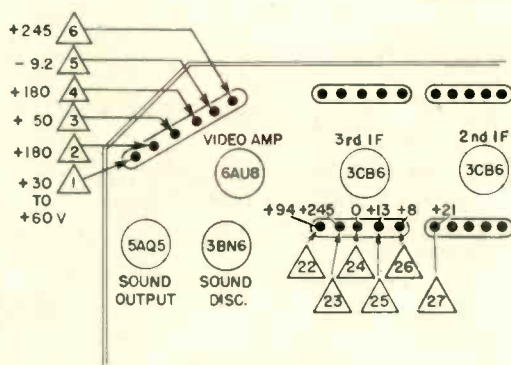 +245 6
- 9.2 5
+180 4
+ 50 3
+180 2
+30 1
TO
+60 V
VIDEO AMP
6AU8
3rd IF
3CB6
2nd IF
3CB6
+94 +245 0 +13 +8 +21
5AQ5
SOUND
OUTPUT
3BN6
SOUND
DISC.
22 24 26
23 25 27